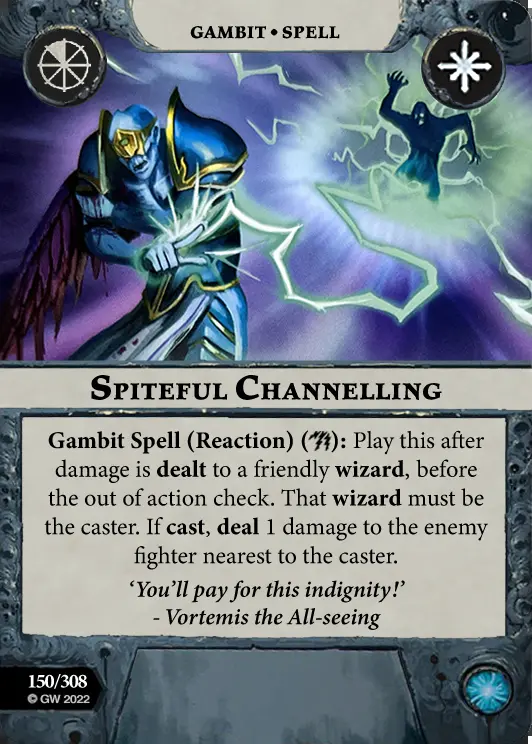 GAMBIT • SPELL
SPITEFUL CHANNELLING
Gambit Spell (Reaction) ( ): Play this after
damage is dealt to a friendly wizard, before
the out of action check. That wizard must be
the caster. If cast, deal 1 damage to the enemy
fighter nearest to the caster.
‘You’ll pay for this indignity!’
- Vortemis the All-seeing
150/308
© GW 2022